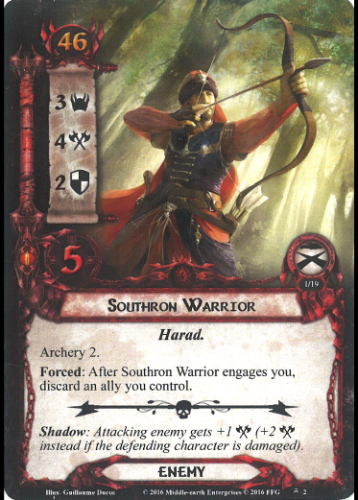 46
3
4
2
5
SOUTHRON WARRIOR
1/19
Harad.
Archery 2.
Forced: After Southron Warrior engages you,
discard an ally you control.
Shadow: Attacking enemy gets +1 (+2
instead if the defending character is damaged).
ENEMY
Illus. Guillaume Ducos © 2016 Middle-earth Enterprises © 2016 FFG 2